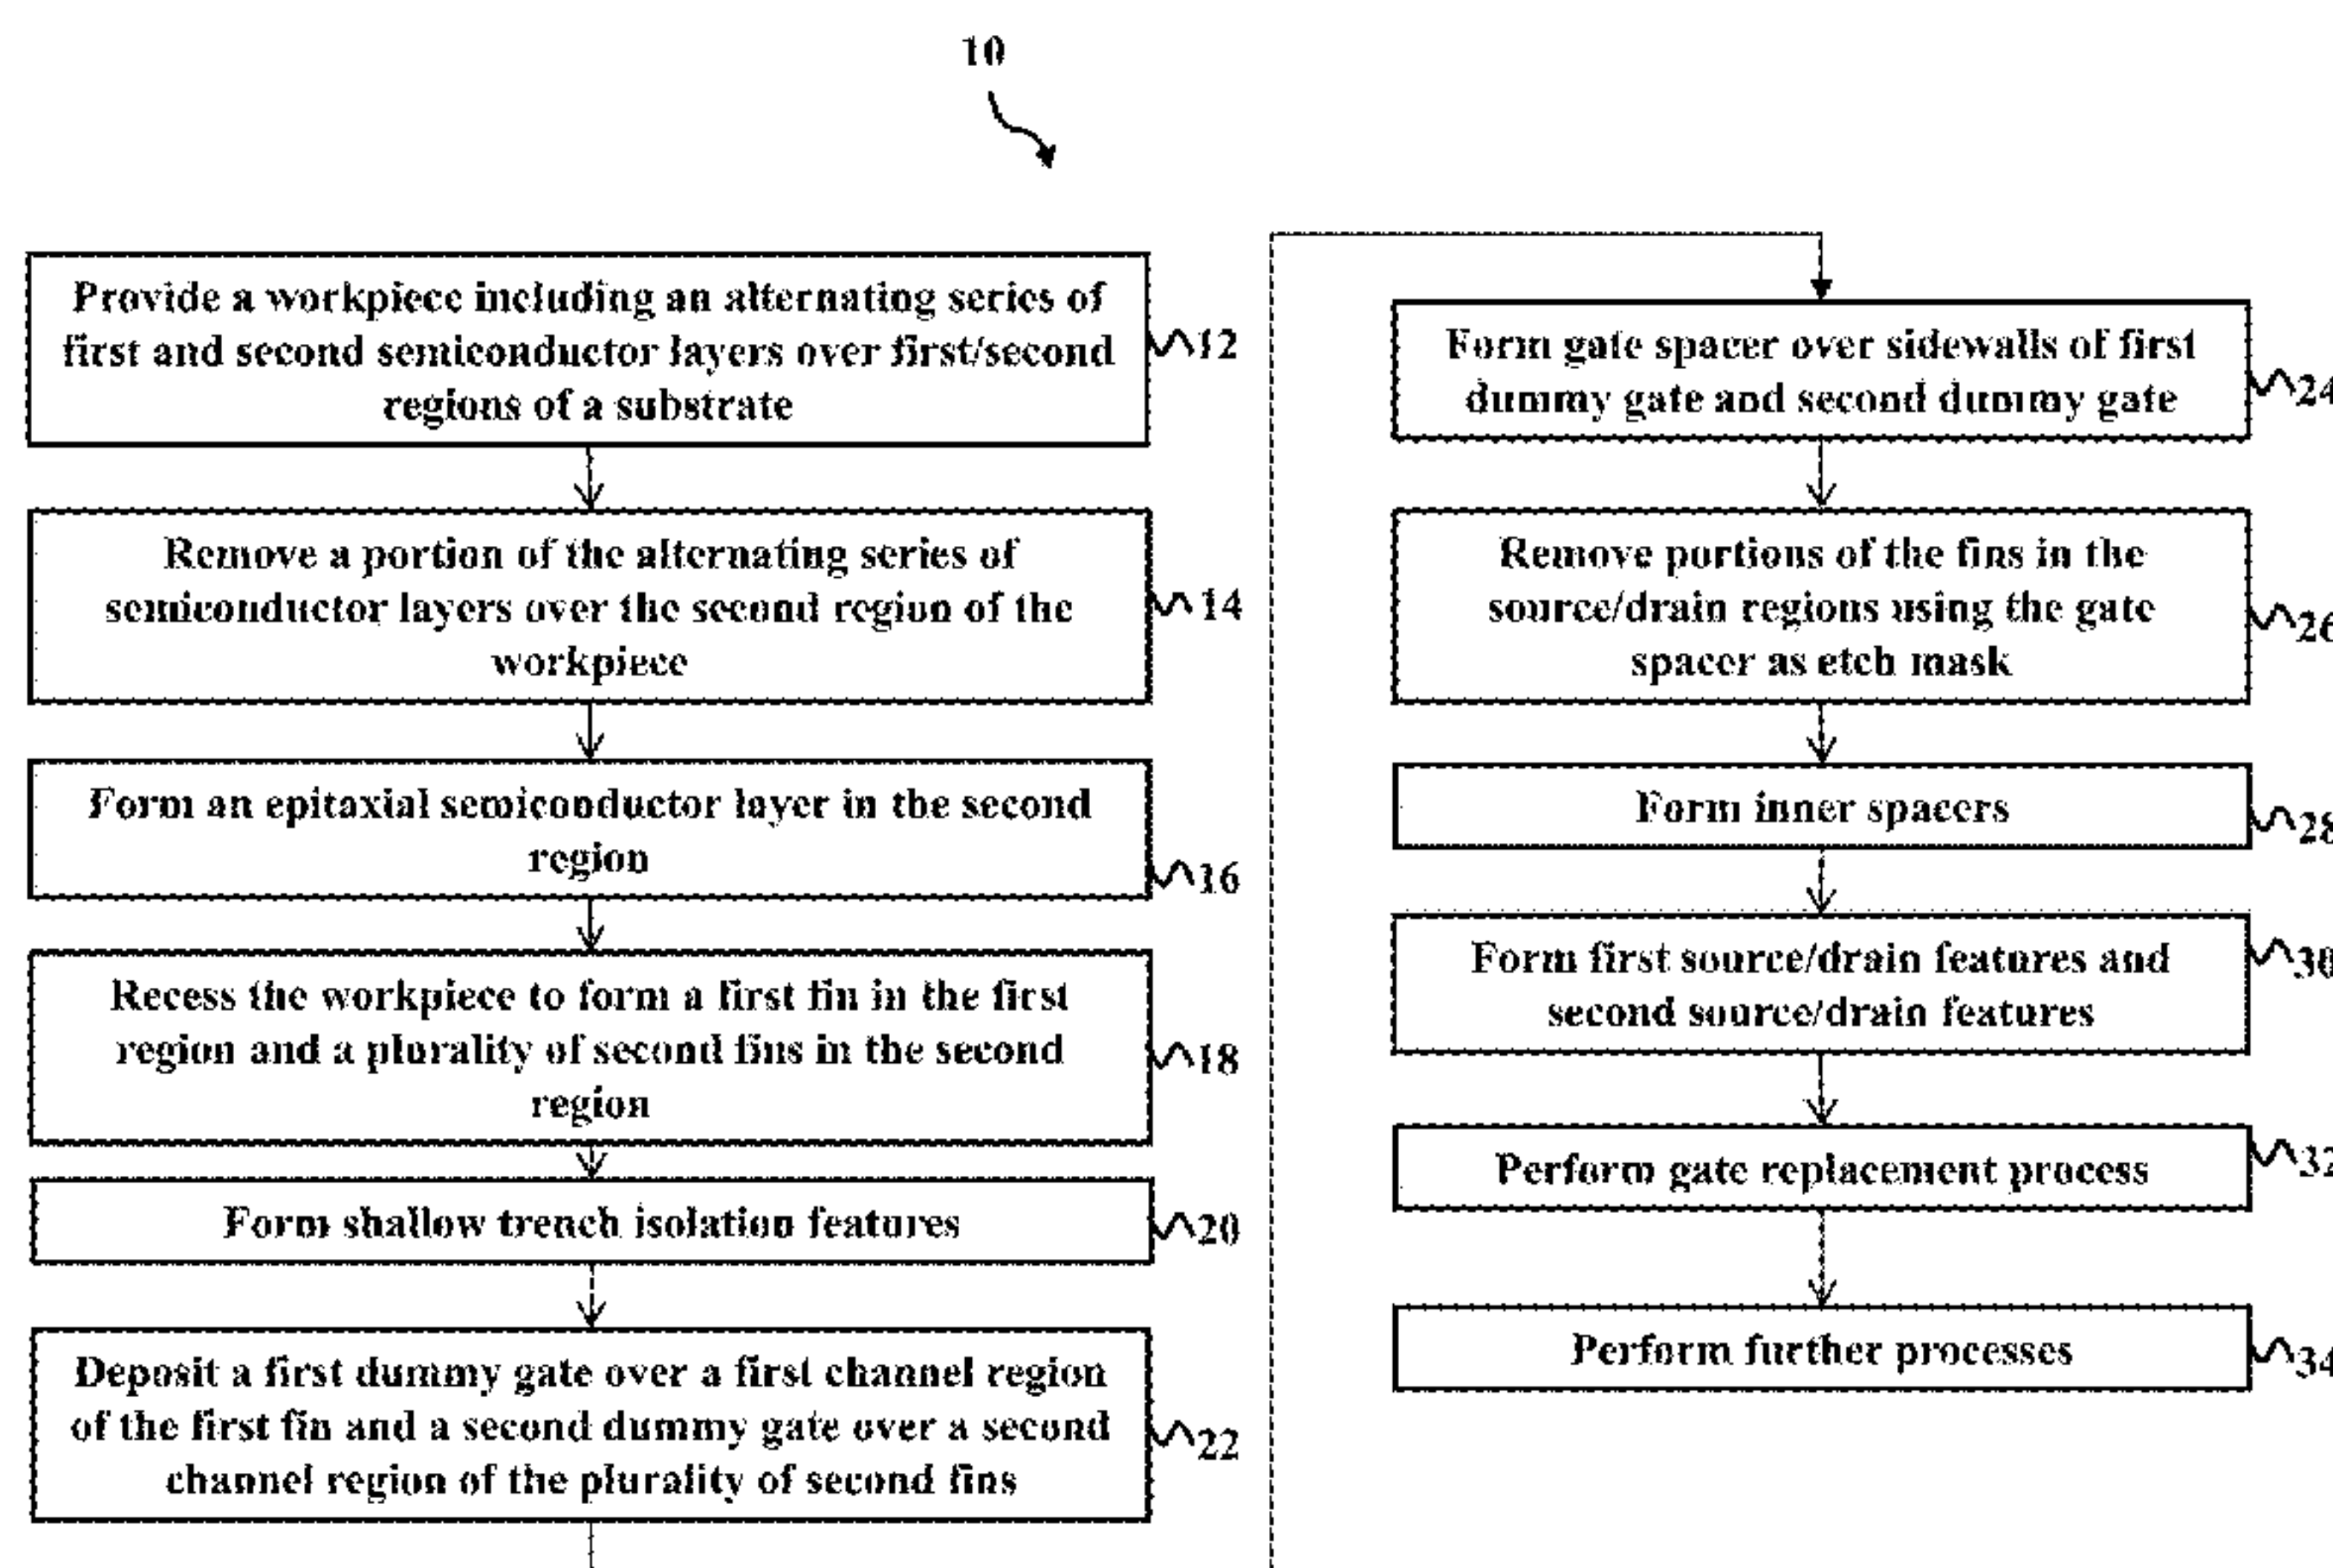 10
Provide a workpiece including an alternating series of
first and second semiconductor layers over first/second
regions of a substrate
12
Remove a portion of the alternating series of
semiconductor layers over the second region of the
workpiece
14
Form an epitaxial semiconductor layer in the second
region
16
Recess the workpiece to form a first fin in the first
region and a plurality of second fins in the second
region
18
Form shallow trench isolation features
20
Deposit a first dummy gate over a first channel region
of the first fin and a second dummy gate over a second
channel region of the plurality of second fins
22
Form gate spacer over sidewalls of first
dummy gate and second dummy gate
24
Remove portions of the fins in the
source/drain regions using the gate
spacer as etch mask
26
Form inner spacers
28
Form first source/drain features and
second source/drain features
30
Perform gate replacement process
32
Perform further processes
34